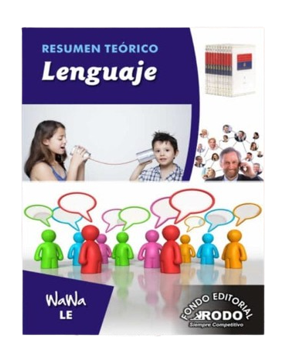 RESUMEN TEÓRICO
Lenguaje
WaWa
LE
FONDO EDITORIAL
RODO
Siempre Competitivo